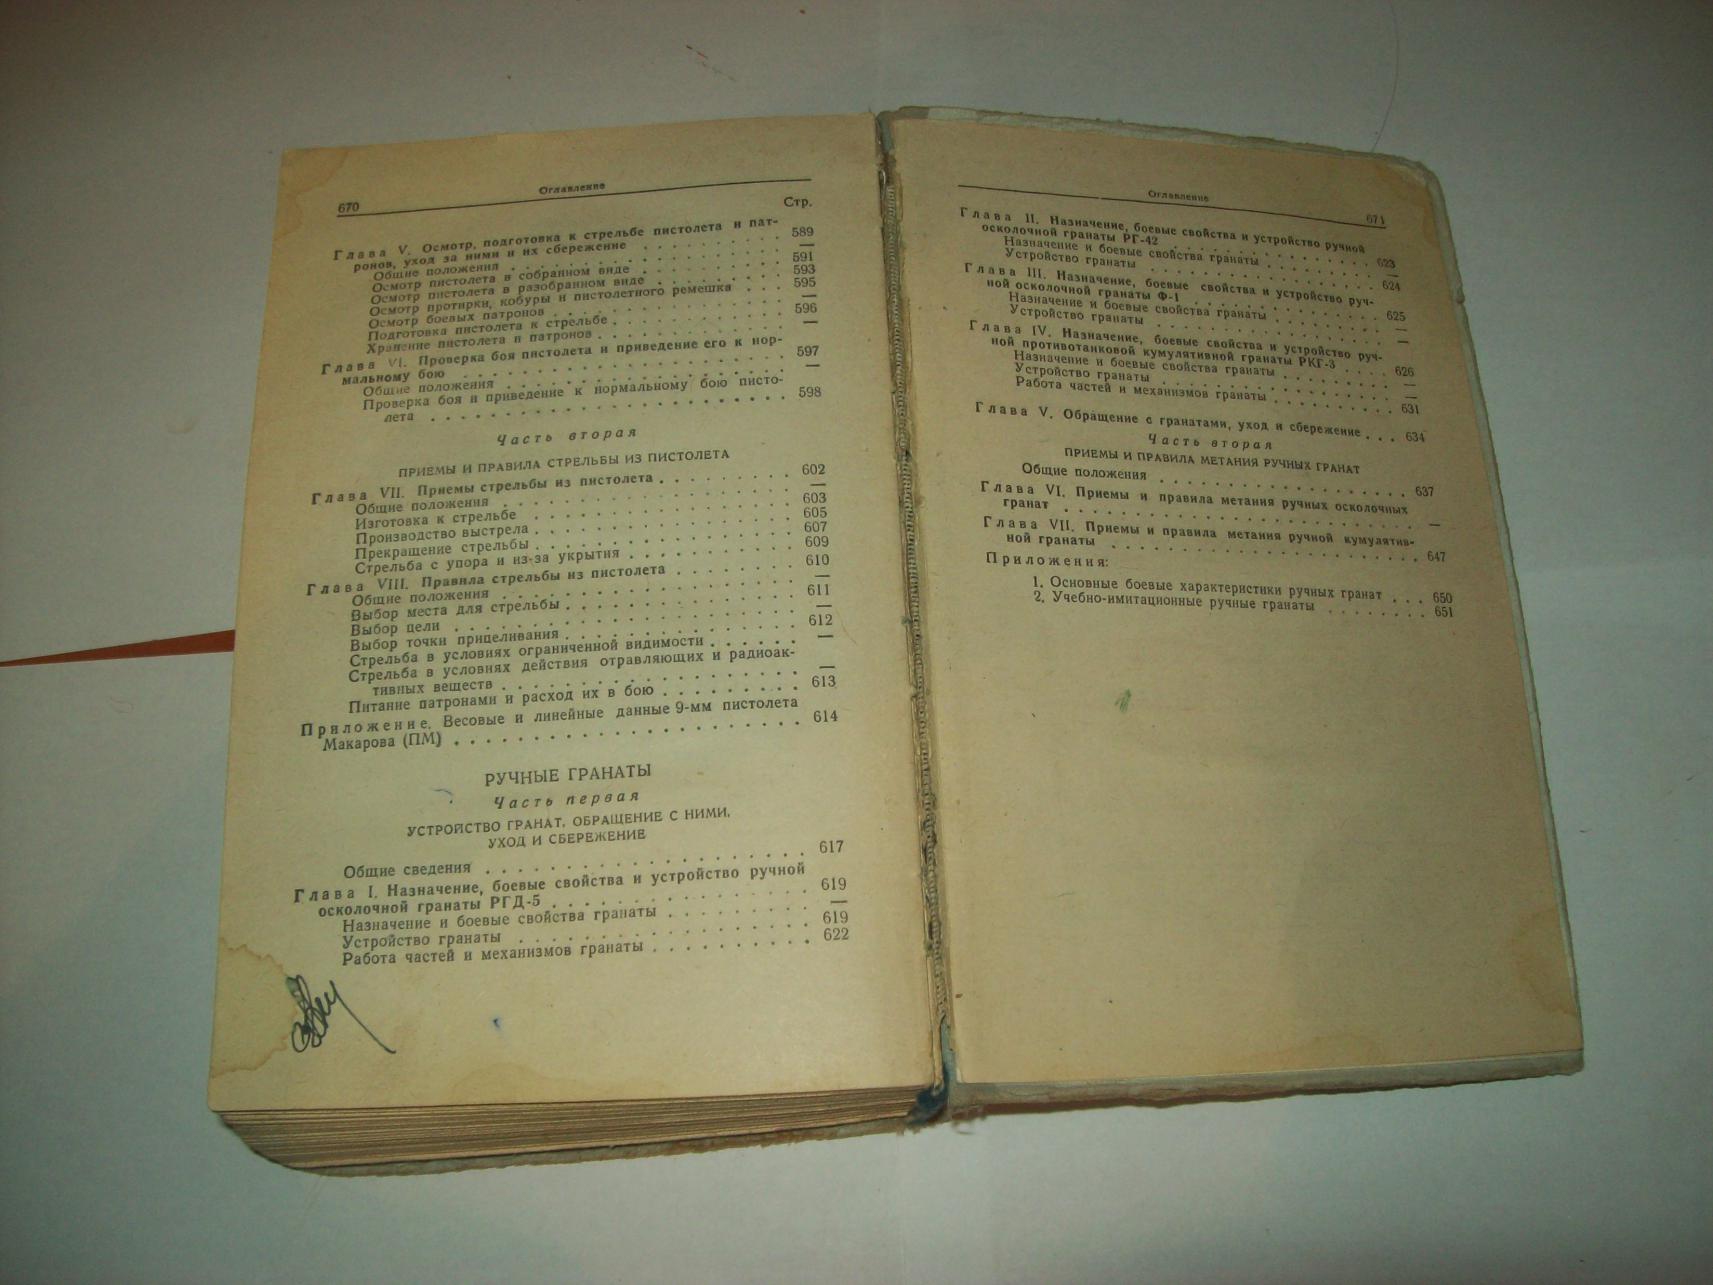 670
Оглавление
Стр.
Глава V. Осмотр, подготовка к стрельбе пистолета и пат-
ронов, уход за ними и их сбережение . . . . . . . . . . 589
Общие положения . . . . . . . . . . . . . . . . —
Осмотр пистолета в собранном виде . . . . . . . . . 591
Осмотр пистолета в разобранном виде . . . . . . . . 593
Осмотр протирки, кобуры и пистолетного ремешка . . . 595
Осмотр боевых патронов . . . . . . . . . . . . . —
Подготовка пистолета к стрельбе . . . . . . . . . . 596
Хранение пистолета и патронов . . . . . . . . . . . —
Глава VI. Проверка боя пистолета и приведение его к нор-
мальному бою . . . . . . . . . . . . . . . . . . 597
Общие положения . . . . . . . . . . . . . . . . —
Проверка боя и приведение к нормальному бою писто-
лета . . . . . . . . . . . . . . . . . . . . . 598
Часть вторая
ПРИЕМЫ И ПРАВИЛА СТРЕЛЬБЫ ИЗ ПИСТОЛЕТА
Глава VII. Приемы стрельбы из пистолета . . . . . . . . 602
Общие положения . . . . . . . . . . . . . . . . —
Изготовка к стрельбе . . . . . . . . . . . . . . 603
Производство выстрела . . . . . . . . . . . . . . 605
Прекращение стрельбы . . . . . . . . . . . . . . 607
Стрельба с упора и из-за укрытия . . . . . . . . . 609
Глава VIII. Правила стрельбы из пистолета . . . . . . . 610
Общие положения . . . . . . . . . . . . . . . . —
Выбор места для стрельбы . . . . . . . . . . . . . 611
Выбор цели . . . . . . . . . . . . . . . . . . —
Выбор точки прицеливания . . . . . . . . . . . . . 612
Стрельба в условиях ограниченной видимости . . . . . . —
Стрельба в условиях действия отравляющих и радиоак-
тивных веществ . . . . . . . . . . . . . . . . . —
Питание патронами и расход их в бою . . . . . . . . 613
Приложение. Весовые и линейные данные 9-мм пистолета
Макарова (ПМ) . . . . . . . . . . . . . . . . . . 614
РУЧНЫЕ ГРАНАТЫ
Часть первая
УСТРОЙСТВО ГРАНАТ, ОБРАЩЕНИЕ С НИМИ,
УХОД И СБЕРЕЖЕНИЕ
Общие сведения . . . . . . . . . . . . . . . . . 617
Глава I. Назначение, боевые свойства и устройство ручной
осколочной гранаты РГД-5 . . . . . . . . . . . . . 619
Назначение и боевые свойства гранаты . . . . . . . . —
Устройство гранаты . . . . . . . . . . . . . . . 619
Работа частей и механизмов гранаты . . . . . . . . . 622
Оглавление
671
Глава II. Назначение, боевые свойства и устройство ручной
осколочной гранаты РГ-42 . . . . . . . . . . . . . 623
Назначение и боевые свойства гранаты . . . . . . . . —
Устройство гранаты . . . . . . . . . . . . . . . 624
Глава III. Назначение, боевые свойства и устройство руч-
ной осколочной гранаты Ф-1 . . . . . . . . . . . . 625
Назначение и боевые свойства гранаты . . . . . . . . —
Устройство гранаты . . . . . . . . . . . . . . . —
Глава IV. Назначение, боевые свойства и устройство руч-
ной противотанковой кумулятивной гранаты РКГ-3 . . . . 626
Назначение и боевые свойства гранаты . . . . . . . . —
Устройство гранаты . . . . . . . . . . . . . . . —
Работа частей и механизмов гранаты . . . . . . . . . 631
Глава V. Обращение с гранатами, уход и сбережение . . . 634
Часть вторая
ПРИЕМЫ И ПРАВИЛА МЕТАНИЯ РУЧНЫХ ГРАНАТ
Общие положения . . . . . . . . . . . . . . . . 637
Глава VI. Приемы и правила метания ручных осколочных
гранат . . . . . . . . . . . . . . . . . . . . . —
Глава VII. Приемы и правила метания ручной кумулятив-
ной гранаты . . . . . . . . . . . . . . . . . . . 647
Приложения:
1. Основные боевые характеристики ручных гранат . . . 650
2. Учебно-имитационные ручные гранаты . . . . . . . 651